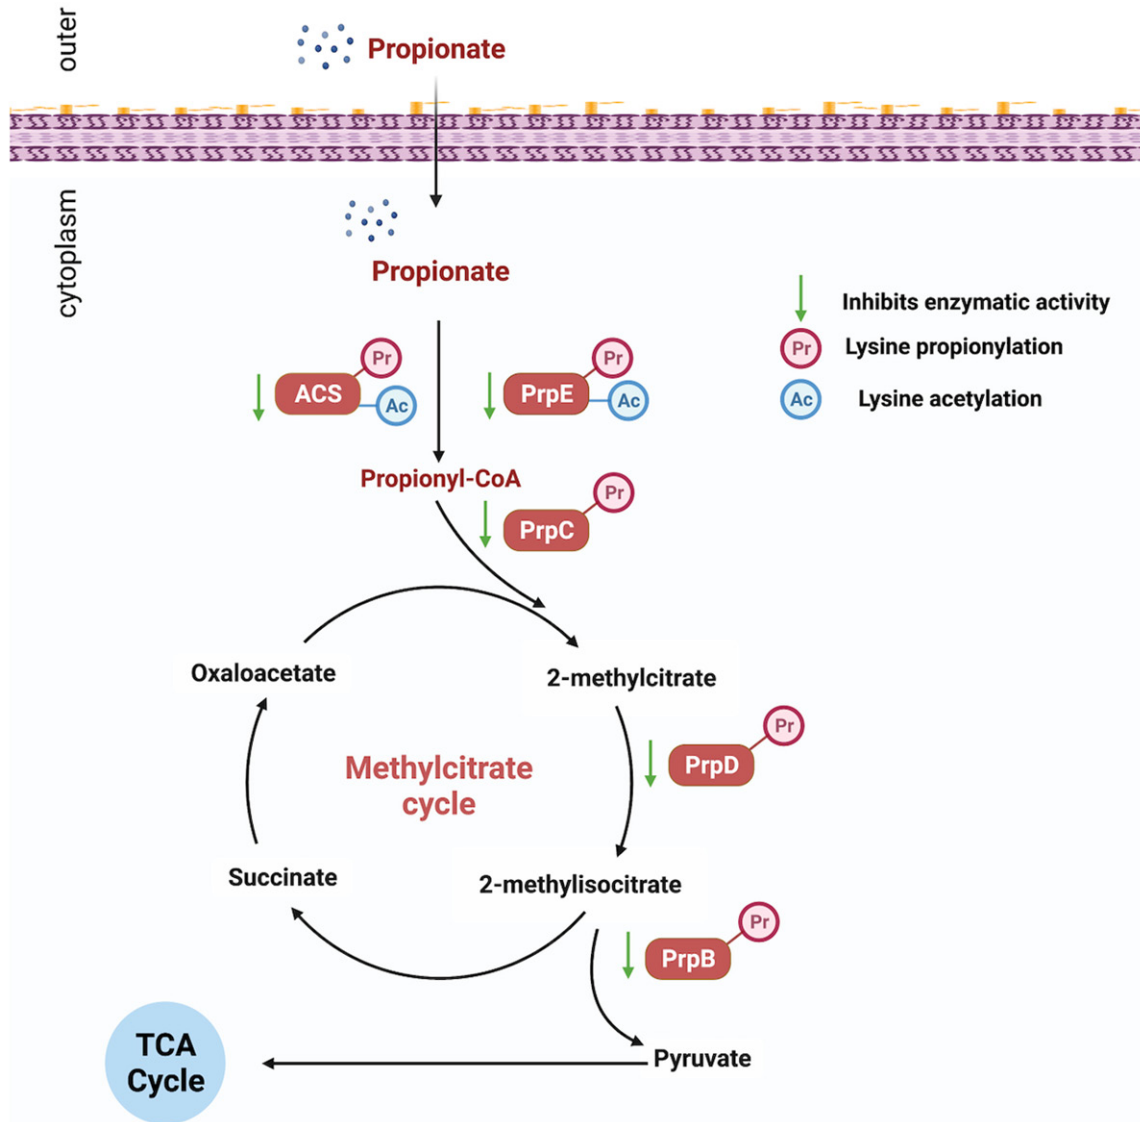 outer
Propionate
cytoplasm
Propionate
Inhibits enzymatic activity
Pr Lysine propionylation
Ac Lysine acetylation
ACS Pr Ac
PrpE Pr Ac
Propionyl-CoA
PrpC Pr
Oxaloacetate
2-methylcitrate
PrpD Pr
Methylcitrate
cycle
Succinate
2-methylisocitrate
PrpB Pr
TCA
Cycle
Pyruvate